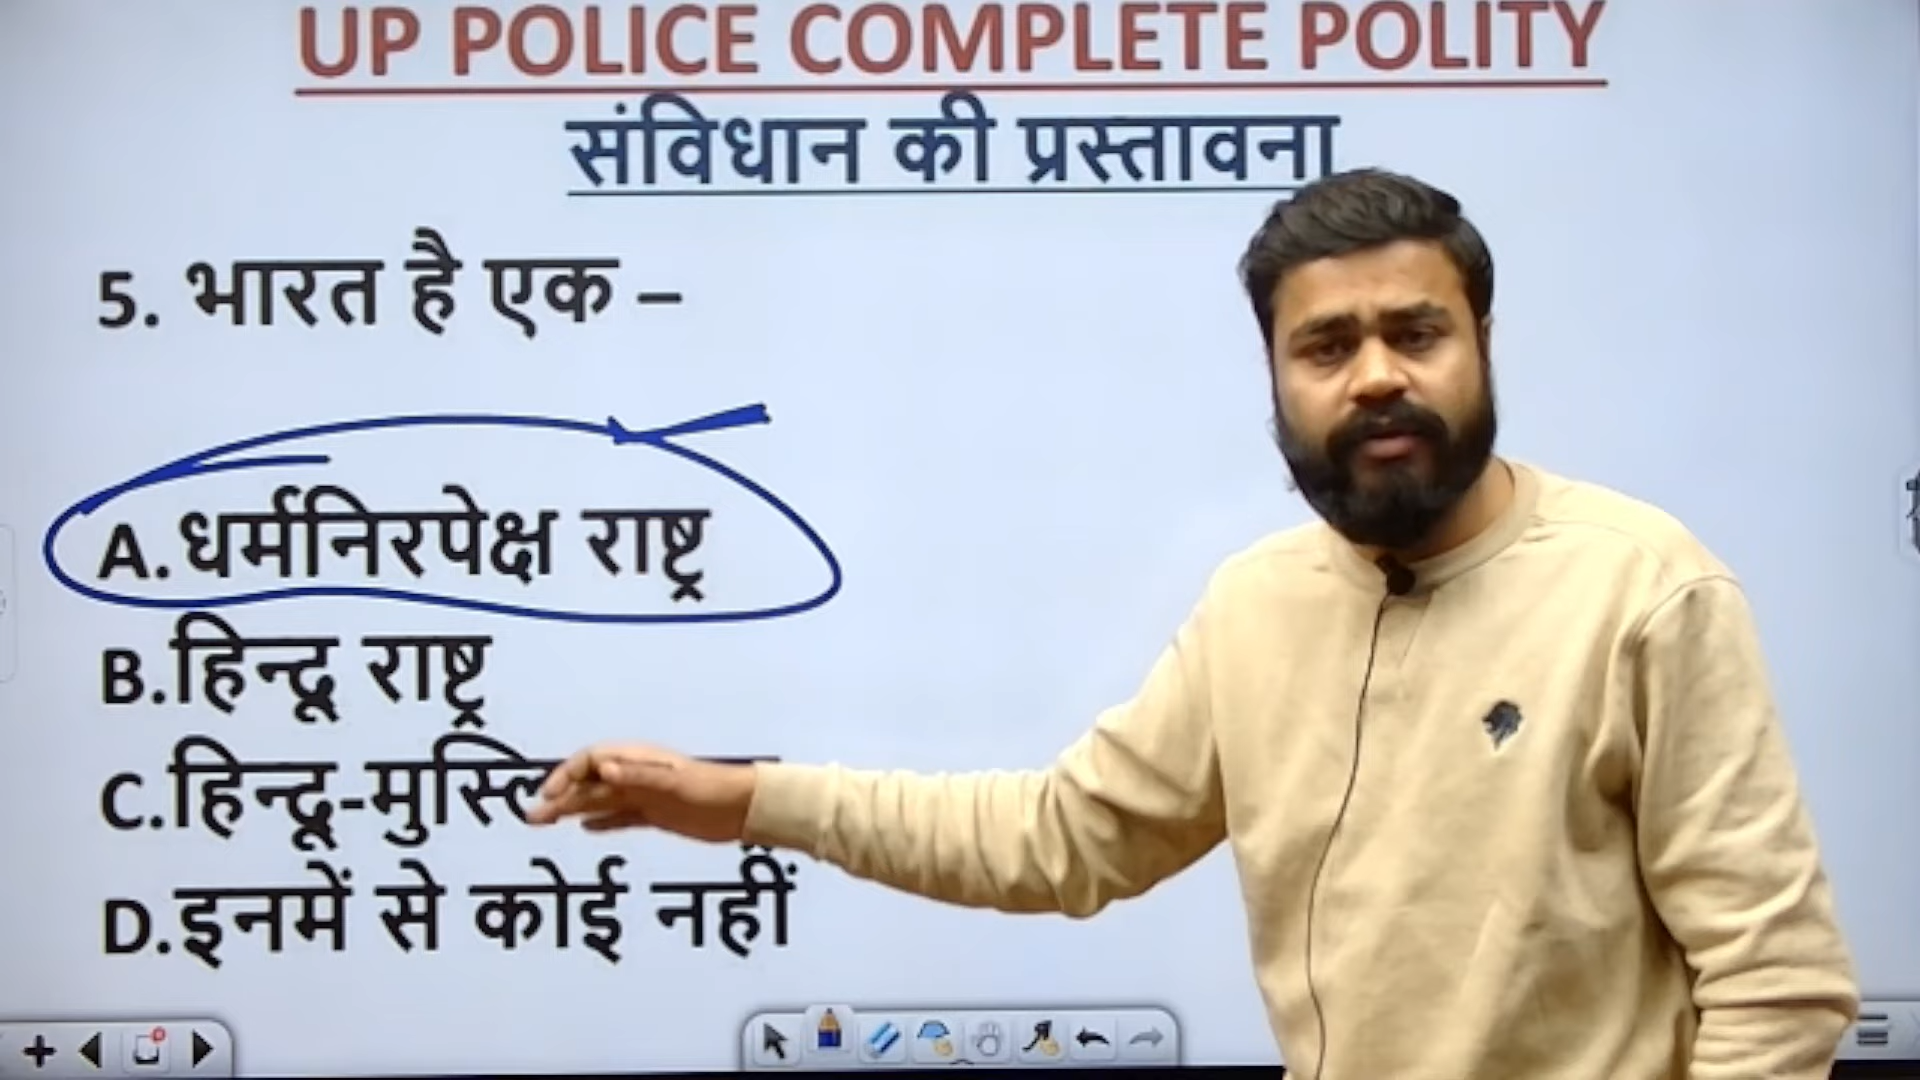 UP POLICE COMPLETE POLITY
संविधान की प्रस्तावना
5. भारत है एक –
A. धर्मनिरपेक्ष राष्ट्र
B. हिन्दू राष्ट्र
C. हिन्दू-
D. इनमें से कोई नहीं